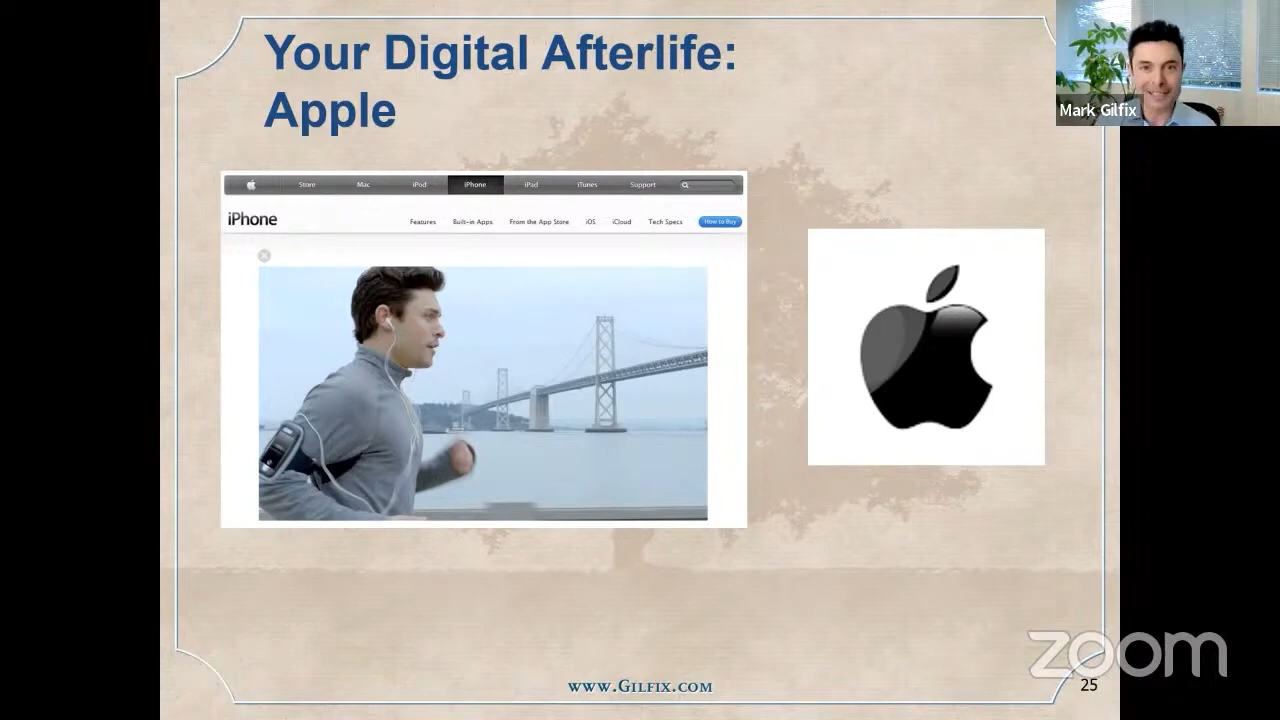 Your Digital Afterlife:
Apple
Mark Gilfix
Store Mac iPod iPhone iPad iTunes Support
iPhone Features Built-in Apps From the App Store iOS iCloud Tech Specs How to Buy
www.Gilfix.com
zoom
25